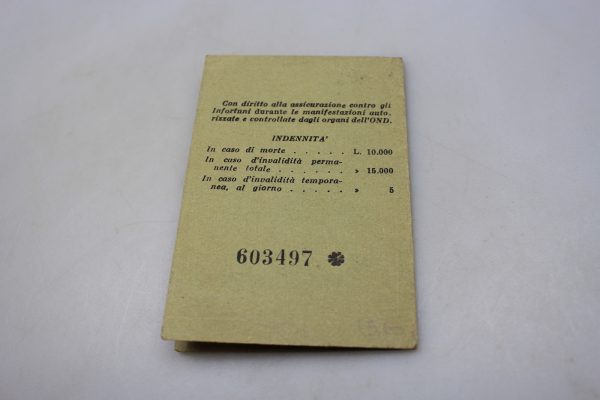 Con diritto alla assicurazione contro gli
Infortuni durante le manifestazioni auto.
rizzate e controllate dagli organi dell'OND.
INDENNITA'
In caso di morte . . . . . L. 10.000
In caso d'invalidità perma-
nente totale . . . . . . » 15.000
In caso d'invalidità tempora-
nea, al giorno . . . . . » 5
603497